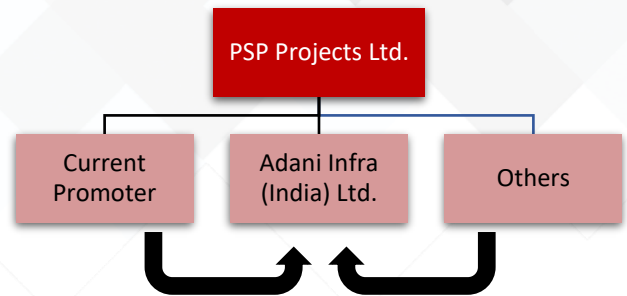 PSP Projects Ltd.
Current
Promoter
Adani Infra
(India) Ltd.
Others